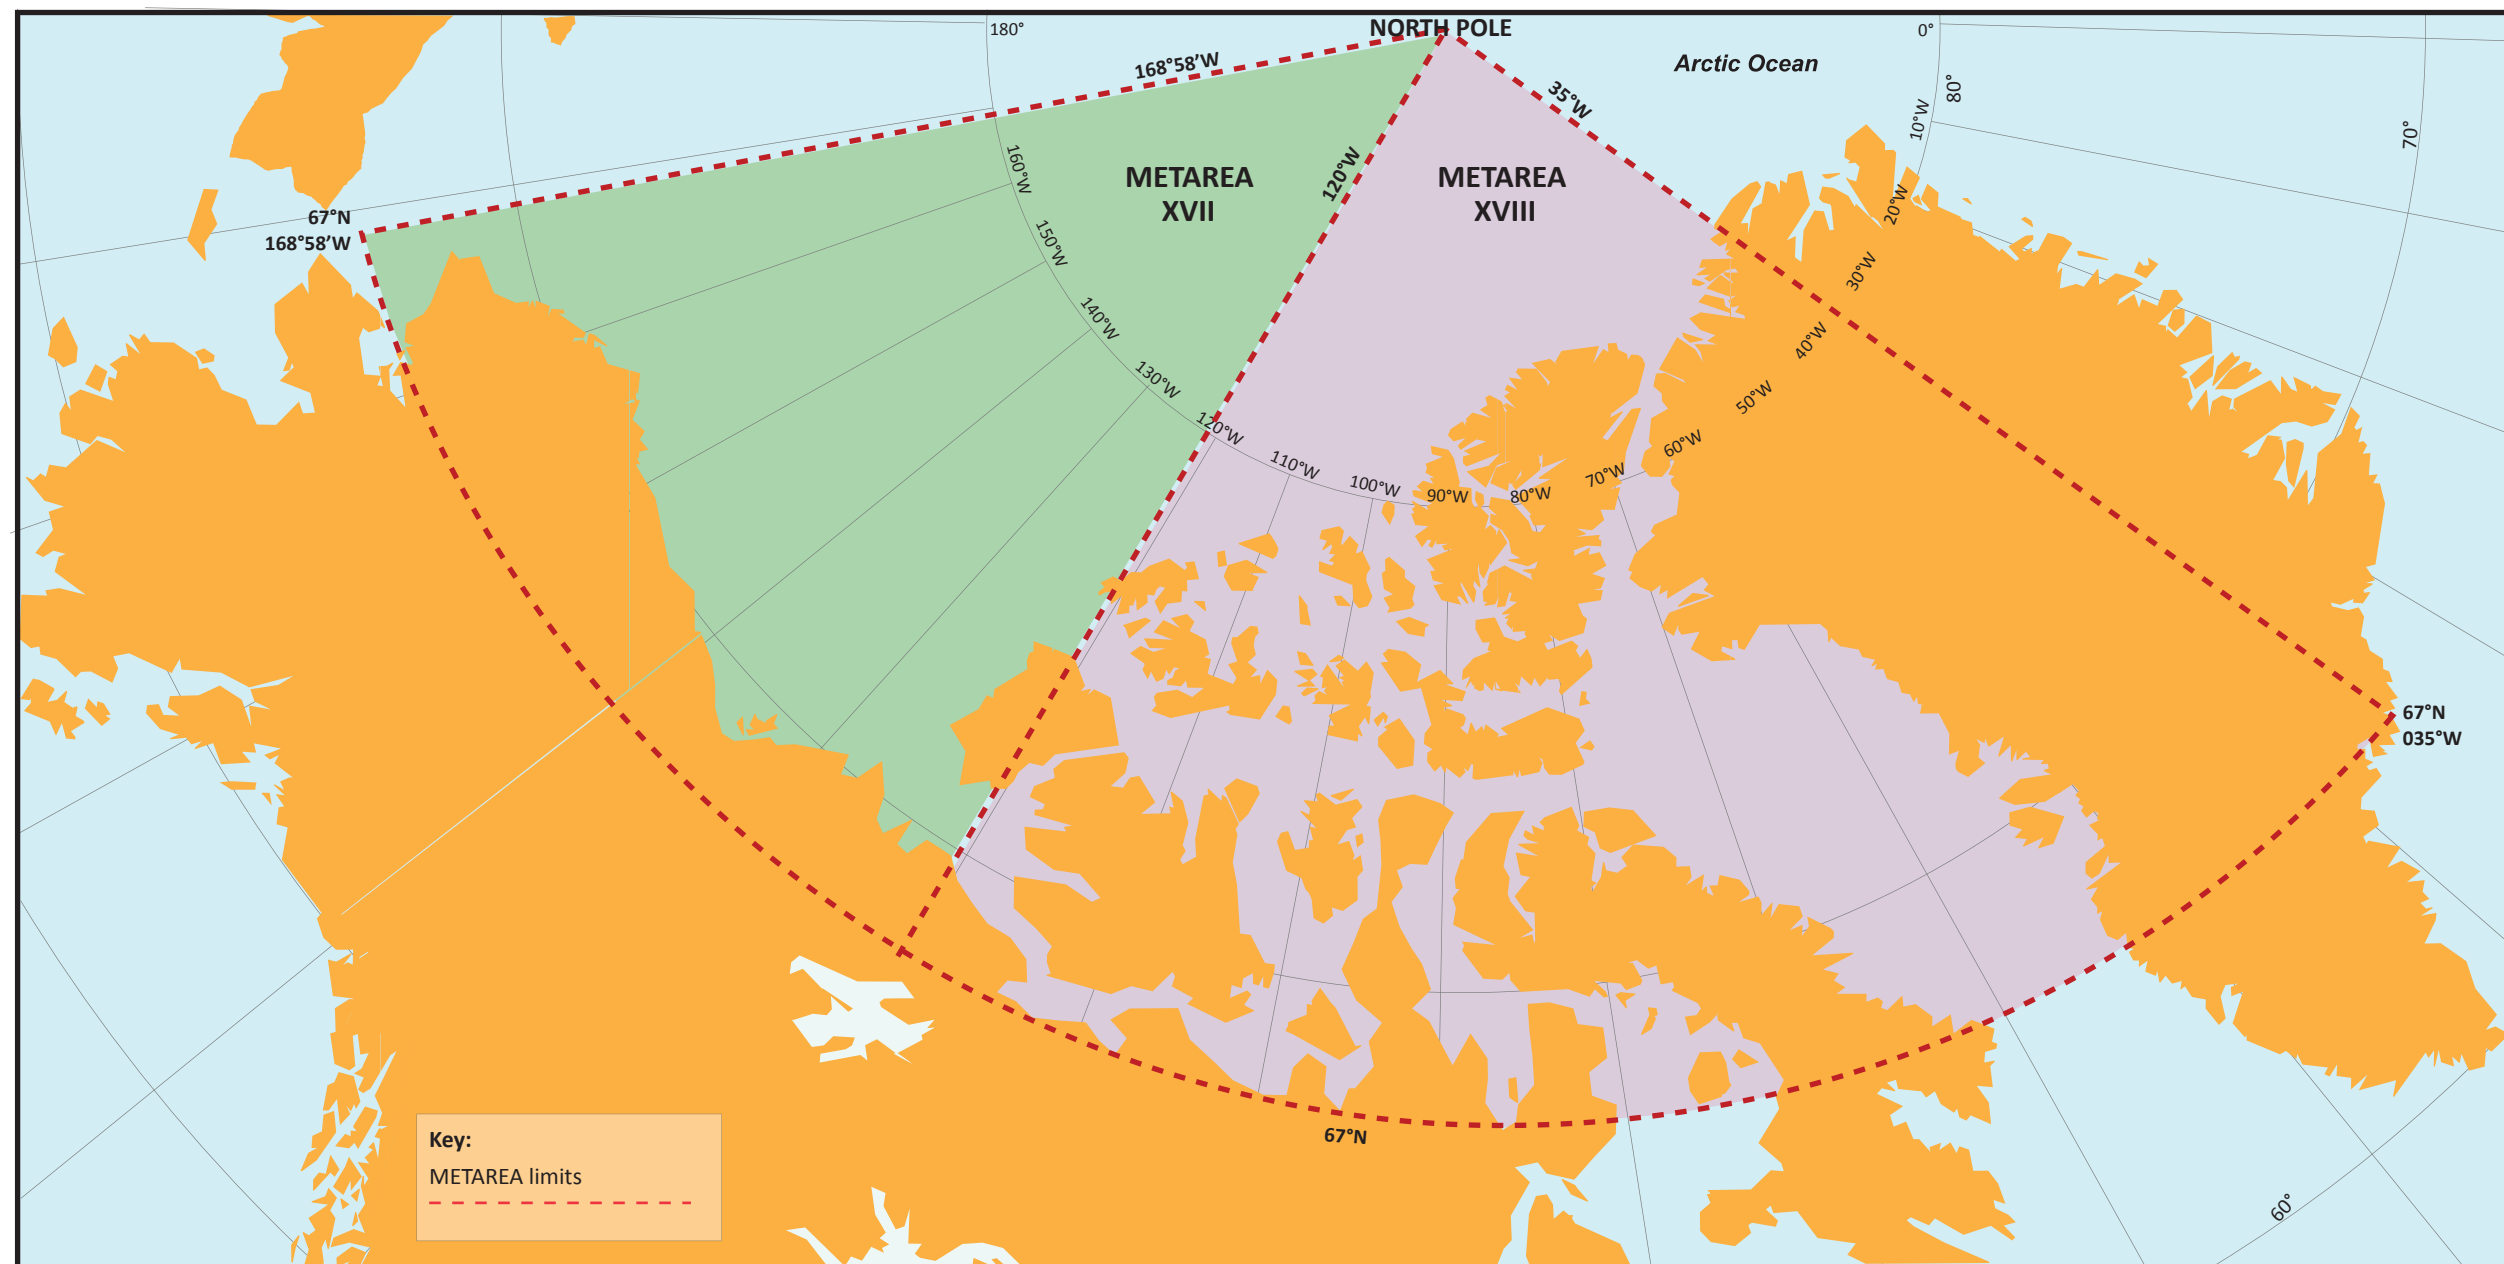 NORTH POLE
180°
0°
Arctic Ocean
168°58’W
35°W
80°
10°W
70°
120°W
METAREA
XVII
METAREA
XVIII
160°W
20°W
67°N
168°58’W
150°W
30°W
140°W
40°W
130°W
50°W
120°W
60°W
110°W
100°W
90°W
80°W
70°W
67°N
035°W
67°N
Key:
METAREA limits
60°